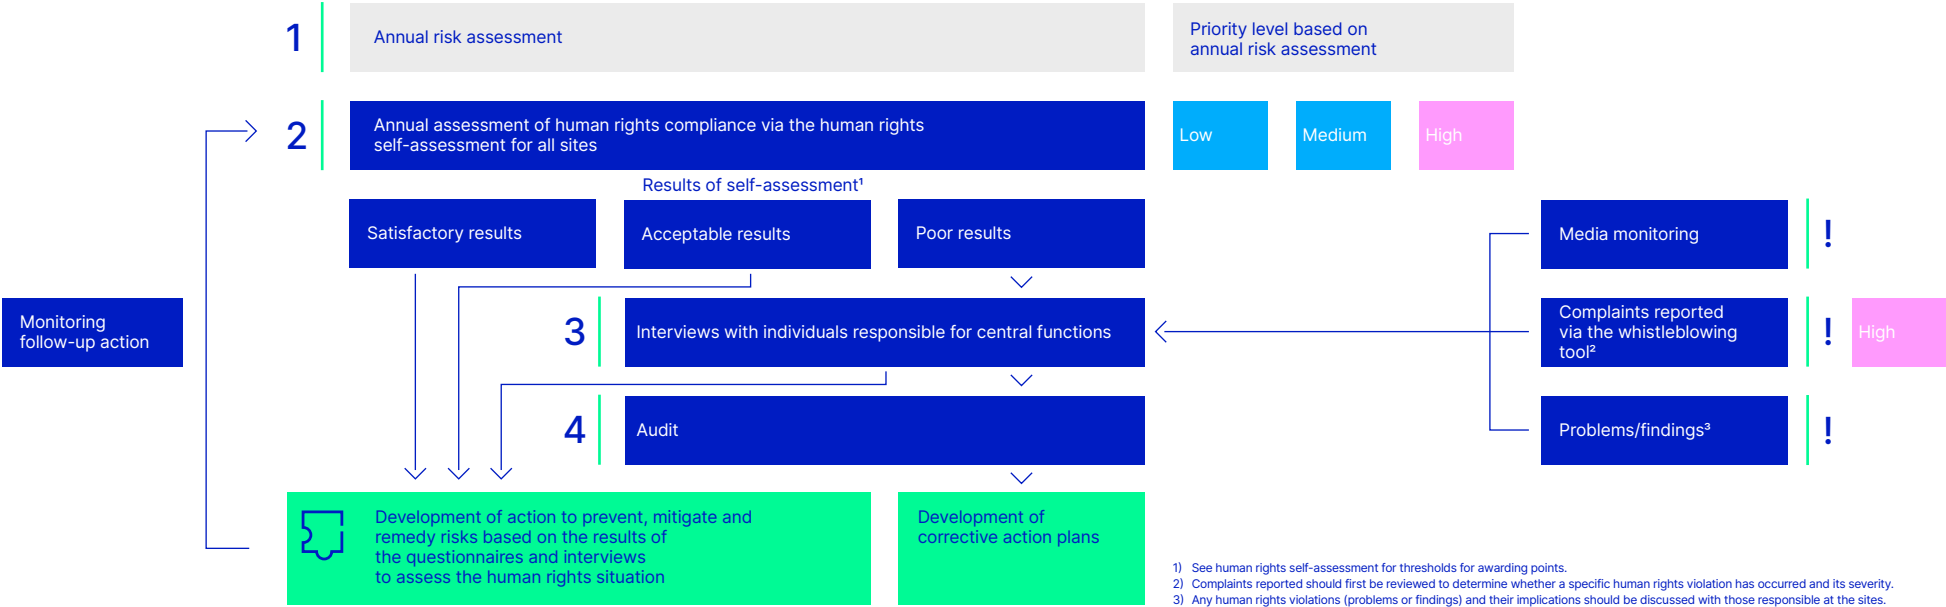 1
Annual risk assessment
Priority level based on
annual risk assessment
2
Annual assessment of human rights compliance via the human rights
self-assessment for all sites
Low
Medium
High
Results of self-assessment¹
Satisfactory results
Acceptable results
Poor results
Media monitoring
!
Monitoring
follow-up action
3
Interviews with individuals responsible for central functions
Complaints reported
via the whistleblowing
tool²
!
High
4
Audit
Problems/findings³
!
Development of action to prevent, mitigate and
remedy risks based on the results of
the questionnaires and interviews
to assess the human rights situation
Development of
corrective action plans
1) See human rights self-assessment for thresholds for awarding points.
2) Complaints reported should first be reviewed to determine whether a specific human rights violation has occurred and its severity.
3) Any human rights violations (problems or findings) and their implications should be discussed with those responsible at the sites.